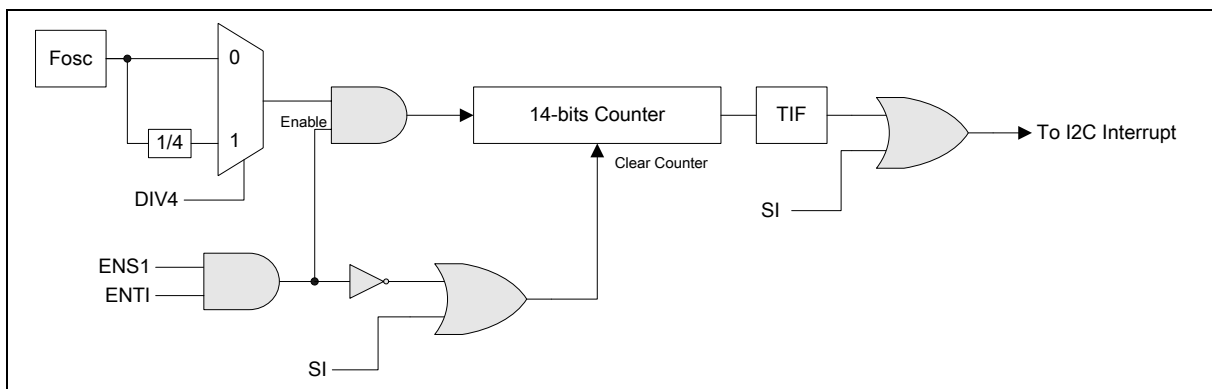 Fosc
0
1/4
1
DIV4
Enable
14-bits Counter
TIF
To I2C Interrupt
Clear Counter
SI
ENS1
ENTI
SI